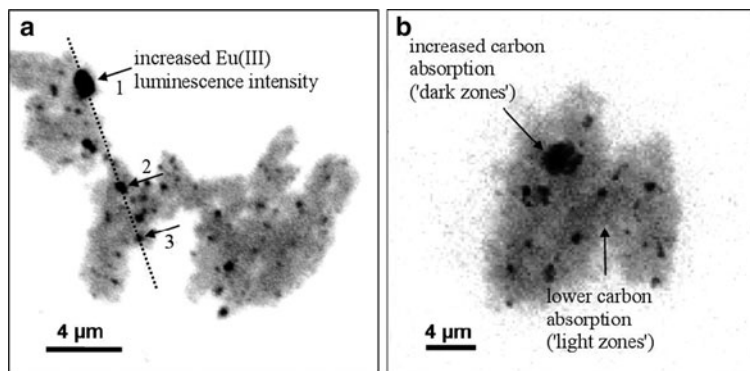 a
increased Eu(III)
luminescence intensity
1
2
3
4 µm
b
increased carbon
absorption
('dark zones')
lower carbon
absorption
('light zones')
4 µm